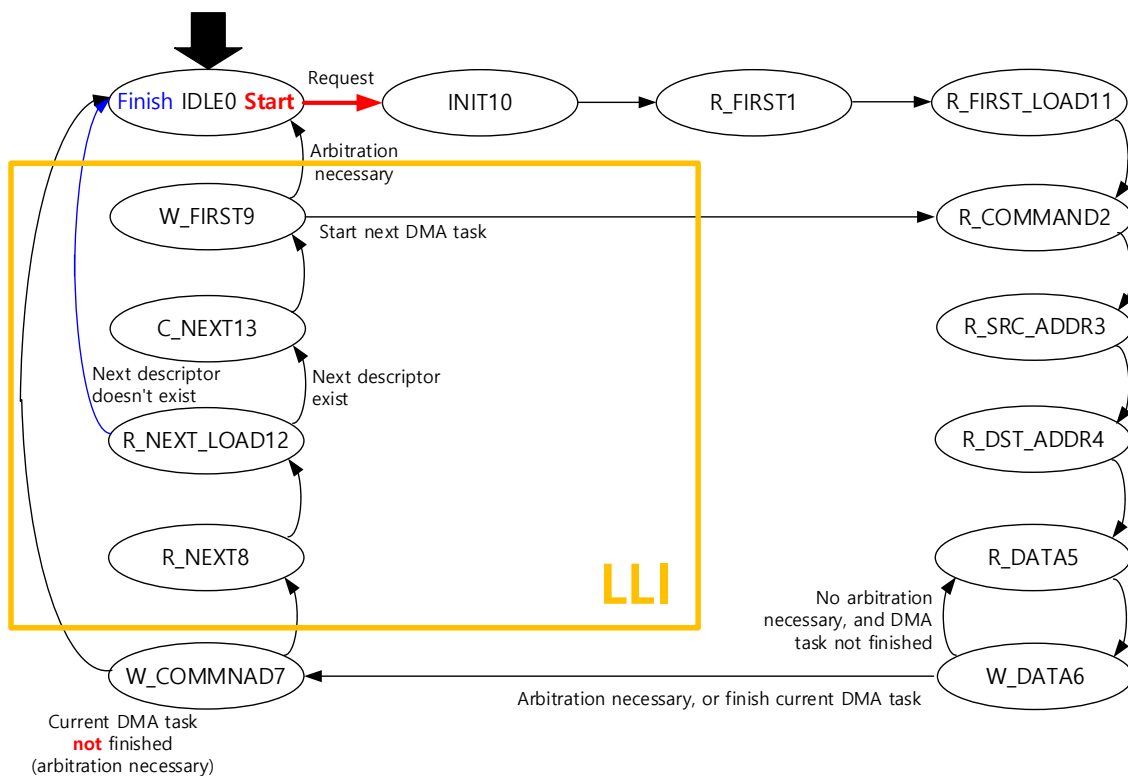 Request
Finish IDLE0 Start
INIT10
R_FIRST1
R_FIRST_LOAD11
Arbitration
necessary
W_FIRST9
Start next DMA task
R_COMMAND2
C_NEXT13
R_SRC_ADDR3
Next descriptor
doesn't exist
Next descriptor
exist
R_NEXT_LOAD12
R_DST_ADDR4
R_NEXT8
LLI
R_DATA5
No arbitration
necessary, and DMA
task not finished
W_COMMNAD7
W_DATA6
Arbitration necessary, or finish current DMA task
Current DMA task
not finished
(arbitration necessary)